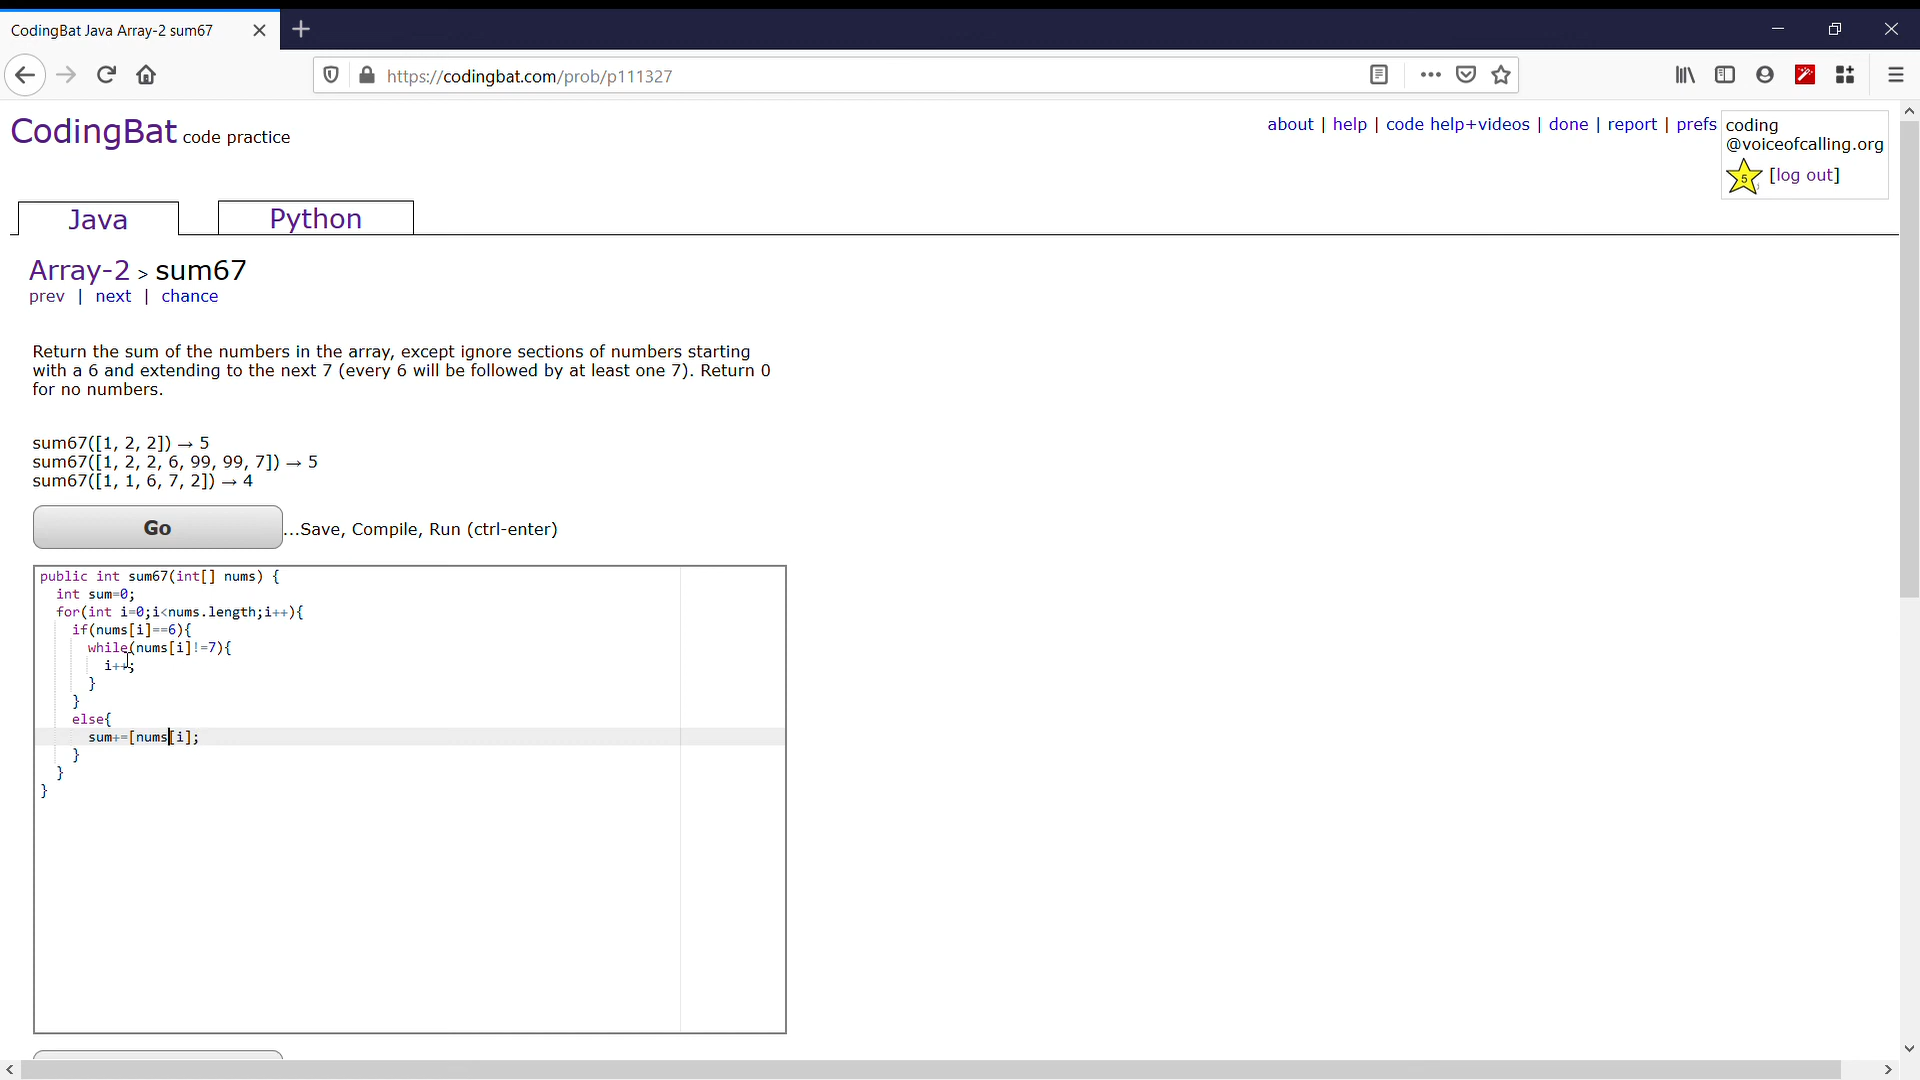 CodingBat Java Array-2 sum67
https://codingbat.com/prob/p111327
CodingBat code practice
about | help | code help+videos | done | report | prefs
coding
@voiceofcalling.org
5
[log out]
Java
Python
Array-2 > sum67
prev | next | chance
Return the sum of the numbers in the array, except ignore sections of numbers starting
with a 6 and extending to the next 7 (every 6 will be followed by at least one 7). Return 0
for no numbers.
sum67([1, 2, 2]) → 5
sum67([1, 2, 2, 6, 99, 99, 7]) → 5
sum67([1, 1, 6, 7, 2]) → 4
Go
...Save, Compile, Run (ctrl-enter)
public int sum67(int[] nums) {
  int sum=0;
  for(int i=0;i<nums.length;i++){
    if(nums[i]==6){
      while(nums[i]!=7){
        i++;
      }
    }
    else{
      sum+=[nums[i];
    }
  }
}